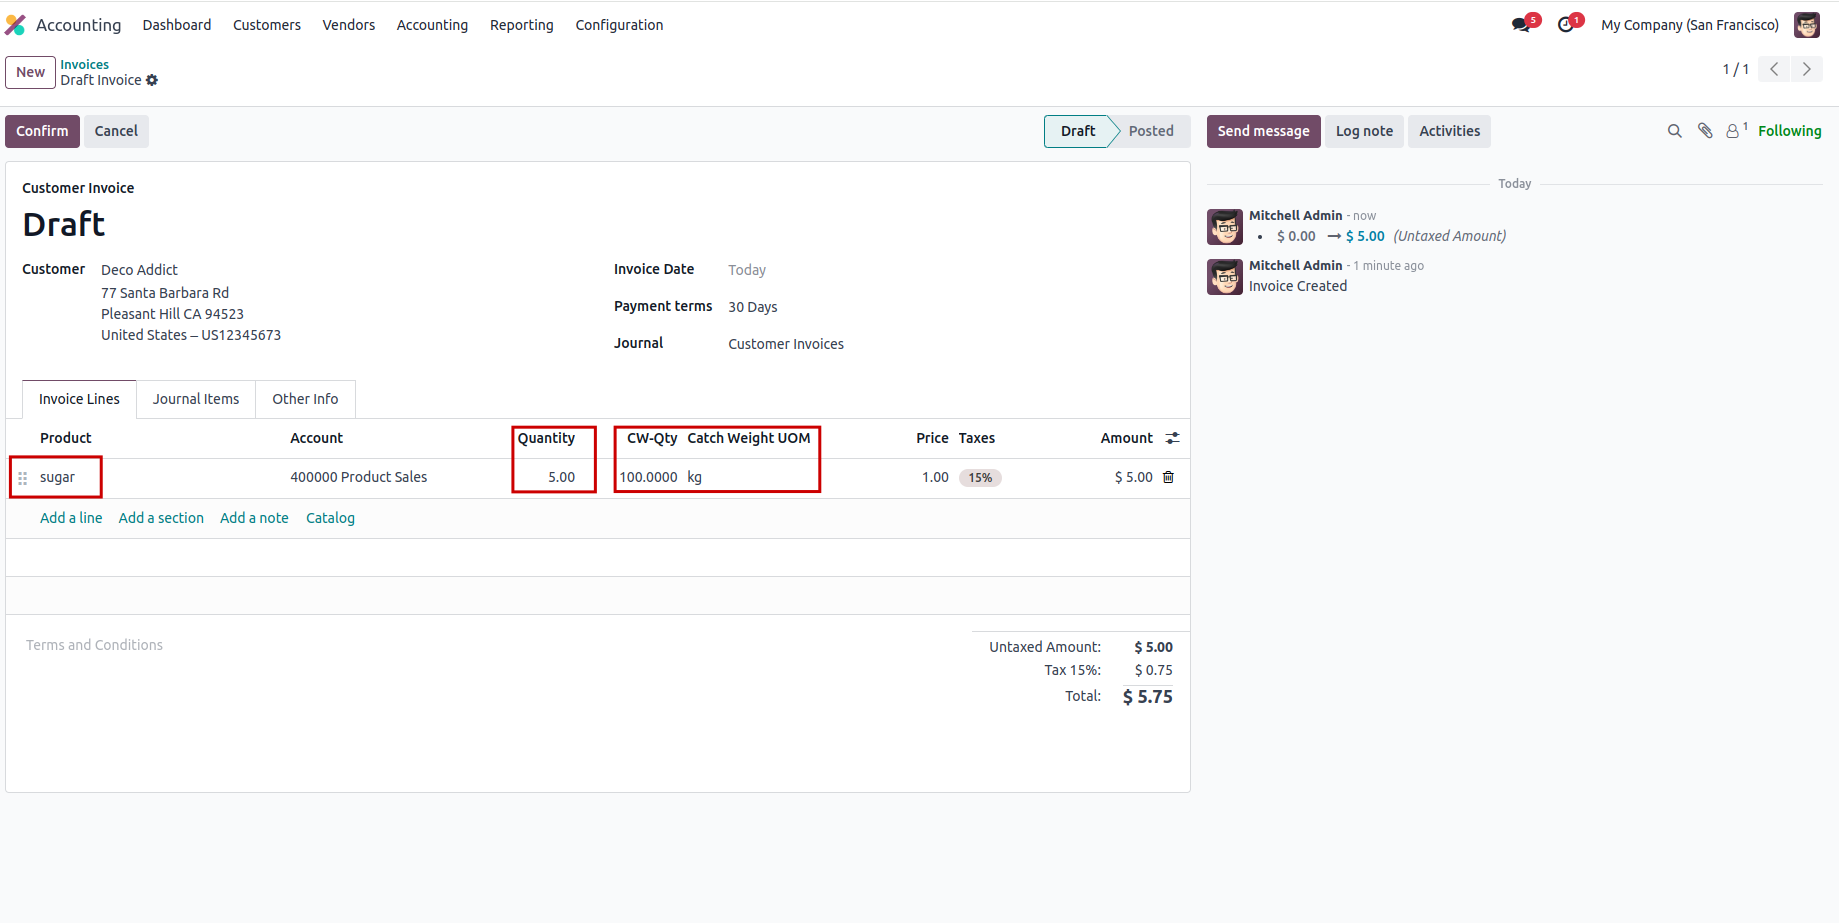 Accounting Dashboard Customers Vendors Accounting Reporting Configuration 5 1 My Company (San Francisco)
New Invoices
Draft Invoice
1 / 1
Confirm Cancel Draft Posted Send message Log note Activities 1 Following
Customer Invoice
Draft
Customer Deco Addict
77 Santa Barbara Rd
Pleasant Hill CA 94523
United States – US12345673
Invoice Date Today
Payment terms 30 Days
Journal Customer Invoices
Invoice Lines Journal Items Other Info
Product Account Quantity CW-Qty Catch Weight UOM Price Taxes Amount
sugar 400000 Product Sales 5.00 100.0000 kg 1.00 15% $ 5.00
Add a line Add a section Add a note Catalog
Terms and Conditions
Untaxed Amount: $ 5.00
Tax 15%: $ 0.75
Total: $ 5.75
Today
Mitchell Admin - now
• $ 0.00 → $ 5.00 (Untaxed Amount)
Mitchell Admin - 1 minute ago
Invoice Created